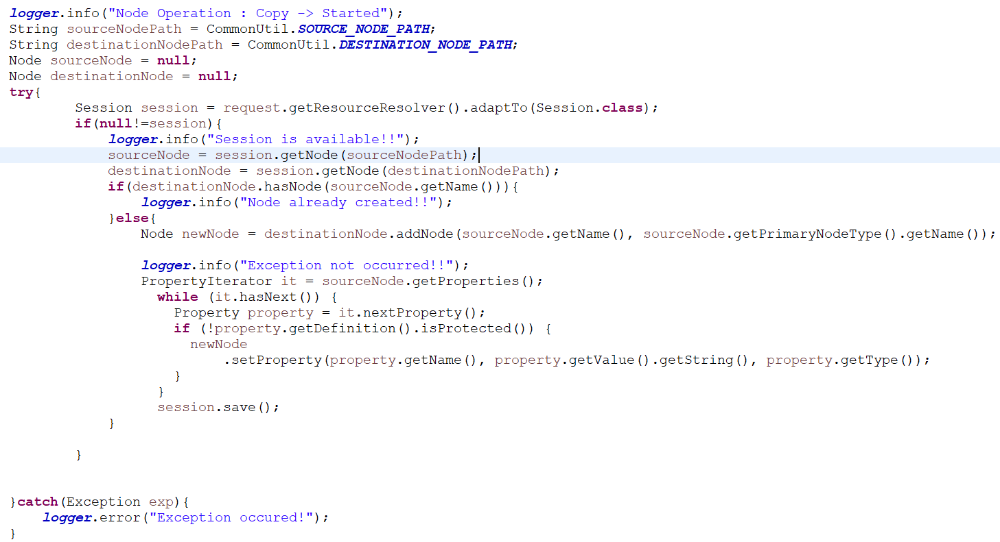 logger.info("Node Operation : Copy -> Started");
String sourceNodePath = CommonUtil.SOURCE_NODE_PATH;
String destinationNodePath = CommonUtil.DESTINATION_NODE_PATH;
Node sourceNode = null;
Node destinationNode = null;
try{
Session session = request.getResourceResolver().adaptTo(Session.class);
if(null!=session){
logger.info("Session is available!!");
sourceNode = session.getNode(sourceNodePath);
destinationNode = session.getNode(destinationNodePath);
if(destinationNode.hasNode(sourceNode.getName())){
logger.info("Node already created!!");
}else{
Node newNode = destinationNode.addNode(sourceNode.getName(), sourceNode.getPrimaryNodeType().getName());
logger.info("Exception not occurred!!");
PropertyIterator it = sourceNode.getProperties();
while (it.hasNext()) {
Property property = it.nextProperty();
if (!property.getDefinition().isProtected()) {
newNode
.setProperty(property.getName(), property.getValue().getString(), property.getType());
}
}
session.save();
}
}
}catch(Exception exp){
logger.error("Exception occured!");
}